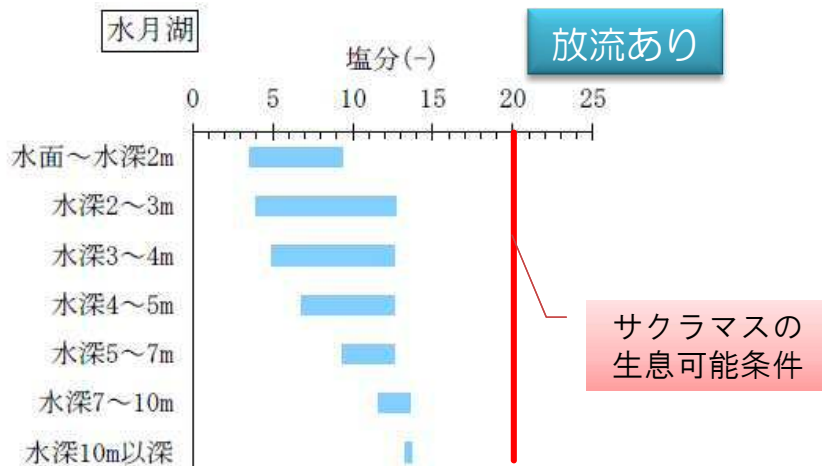 水月湖
放流あり
塩分(-)
0 5 10 15 20 25
水面～水深2m
水深2～3m
水深3～4m
水深4～5m
水深5～7m
水深7～10m
水深10m以深
サクラマスの
生息可能条件